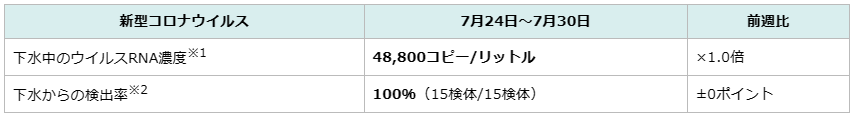 新型コロナウイルス 7月24日～7月30日 前週比
下水中のウイルスRNA濃度※1 48,800コピー/リットル ×1.0倍
下水からの検出率※2 100%（15検体/15検体） ±0ポイント